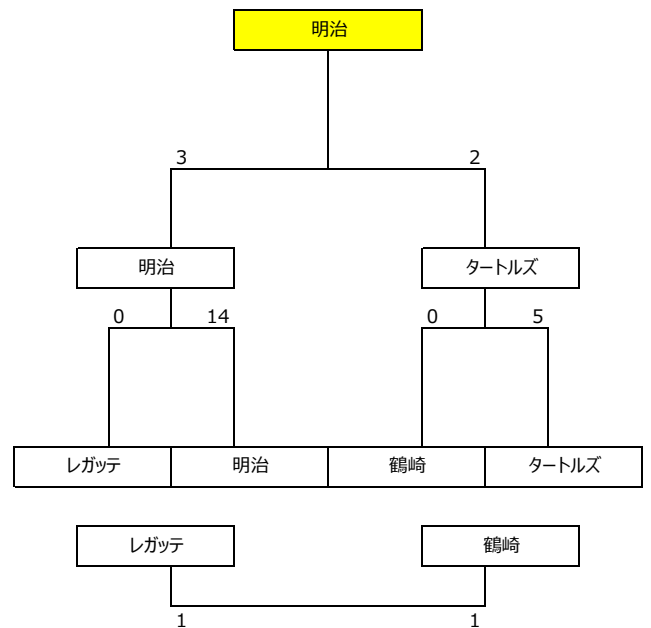 明治
3 2
明治 タートルズ
0 14 0 5
レガッテ 明治 鶴崎 タートルズ
レガッテ 鶴崎
1 1